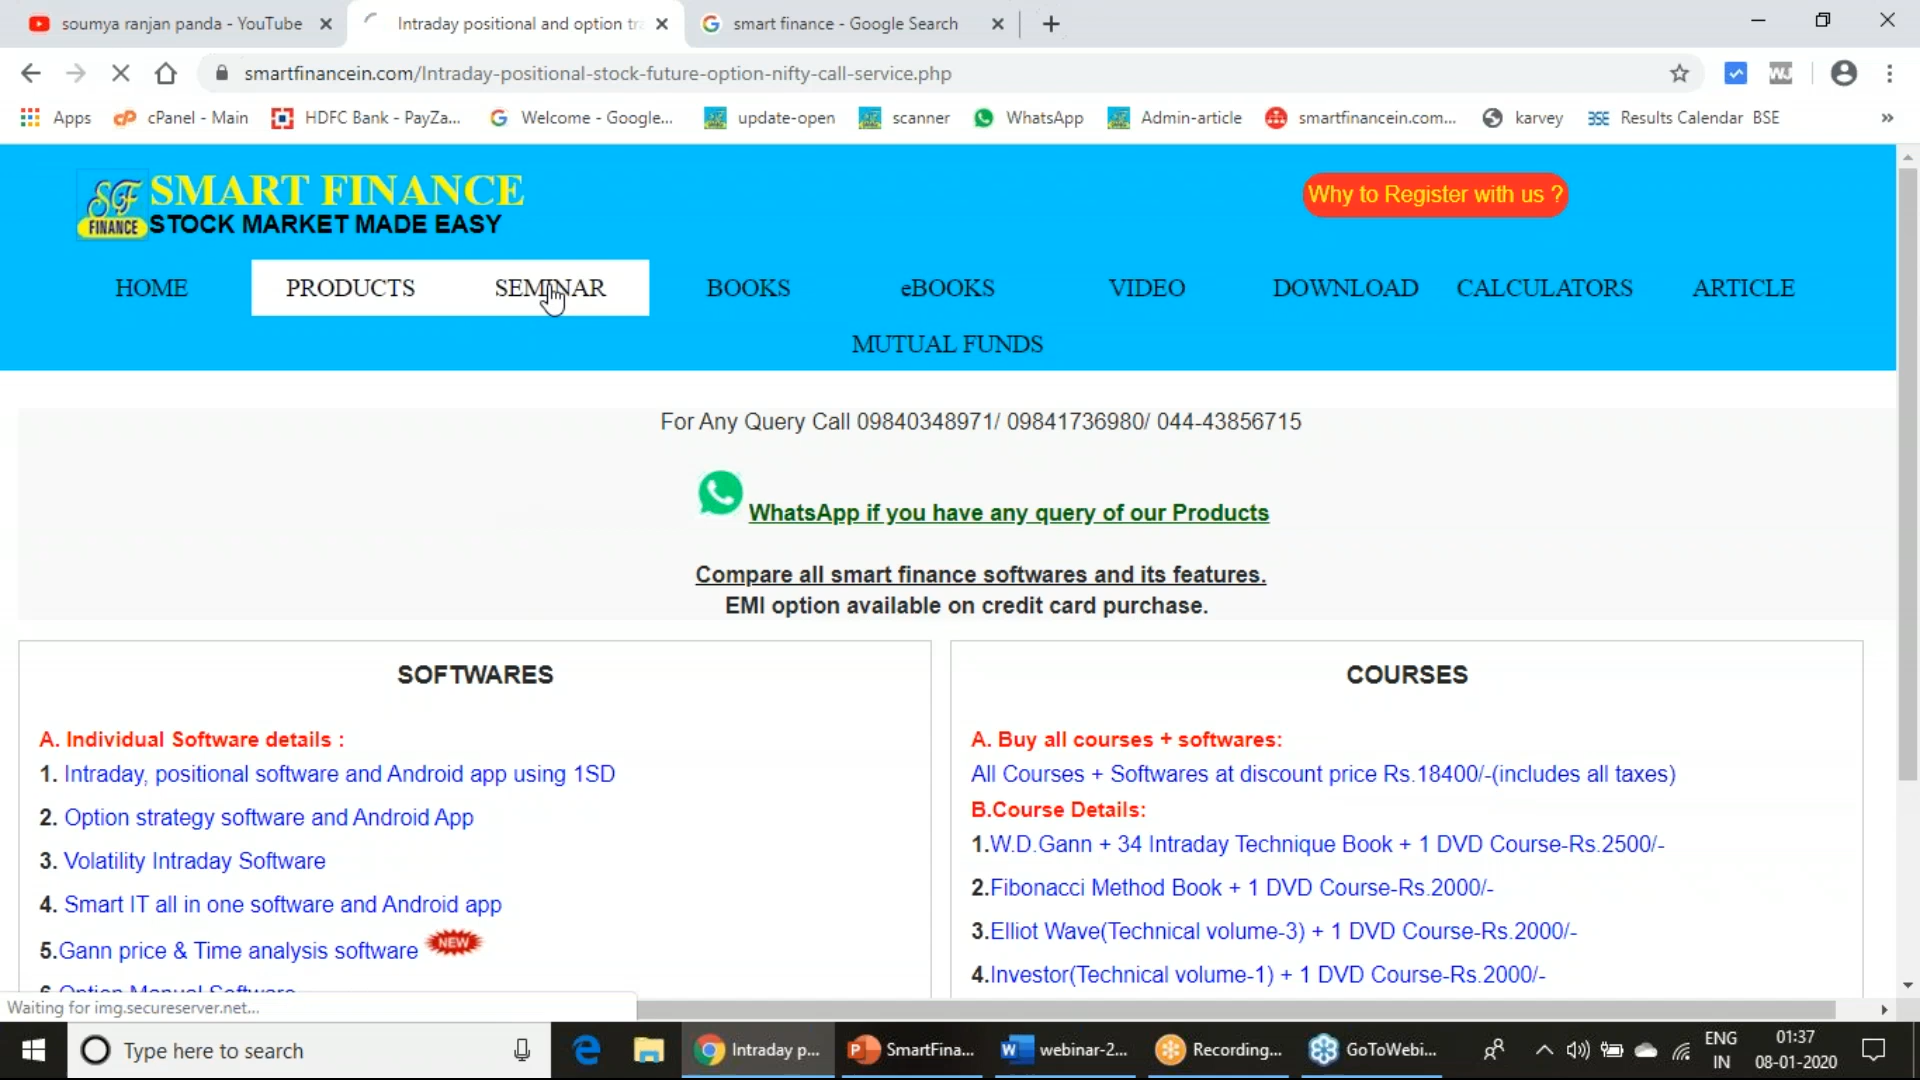 soumya ranjan panda - YouTube
Intraday positional and option tr
smart finance - Google Search
smartfinancein.com/Intraday-positional-stock-future-option-nifty-call-service.php
Apps
cPanel - Main
HDFC Bank - PayZa...
Welcome - Google...
update-open
scanner
WhatsApp
Admin-article
smartfinancein.com...
karvey
BSE Results Calendar BSE
SF FINANCE
SMART FINANCE
STOCK MARKET MADE EASY
Why to Register with us ?
HOME
PRODUCTS
SEMINAR
BOOKS
eBOOKS
VIDEO
DOWNLOAD
CALCULATORS
ARTICLE
MUTUAL FUNDS
For Any Query Call 09840348971/ 09841736980/ 044-43856715
WhatsApp if you have any query of our Products
Compare all smart finance softwares and its features.
EMI option available on credit card purchase.
SOFTWARES
A. Individual Software details :
1. Intraday, positional software and Android app using 1SD
2. Option strategy software and Android App
3. Volatility Intraday Software
4. Smart IT all in one software and Android app
5.Gann price & Time analysis software NEW
6.Option Manual Software
COURSES
A. Buy all courses + softwares:
All Courses + Softwares at discount price Rs.18400/-(includes all taxes)
B.Course Details:
1.W.D.Gann + 34 Intraday Technique Book + 1 DVD Course-Rs.2500/-
2.Fibonacci Method Book + 1 DVD Course-Rs.2000/-
3.Elliot Wave(Technical volume-3) + 1 DVD Course-Rs.2000/-
4.Investor(Technical volume-1) + 1 DVD Course-Rs.2000/-
Waiting for img.secureserver.net...
Type here to search
Intraday p...
SmartFina...
webinar-2...
Recording...
GoToWebi...
ENG
IN
01:37
08-01-2020